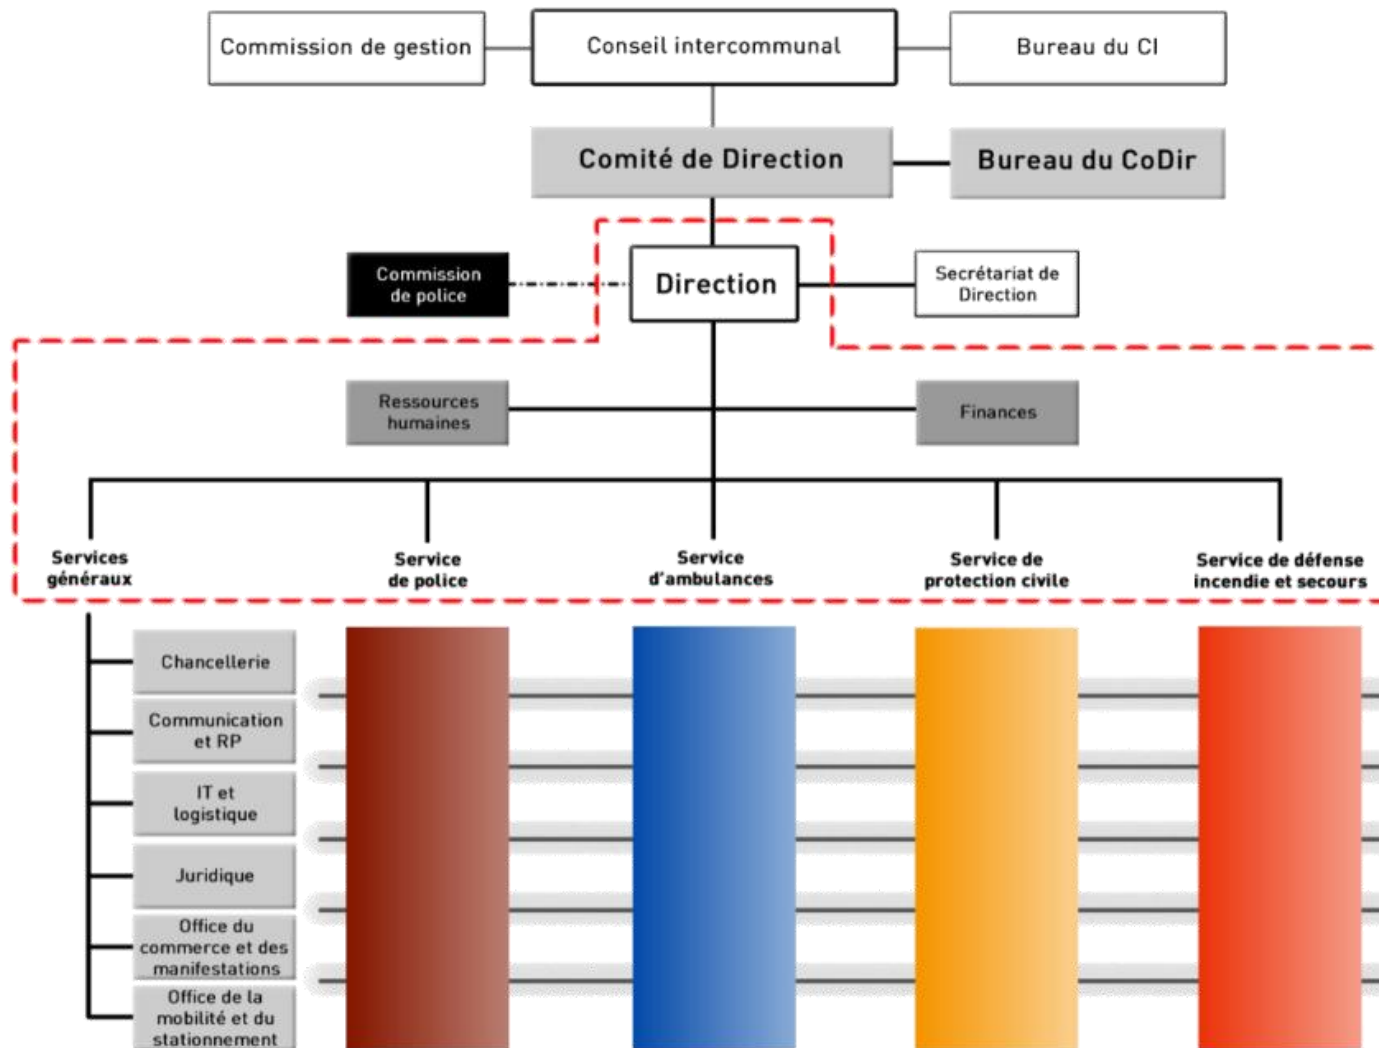 Commission de gestion
Conseil intercommunal
Bureau du CI
Comité de Direction
Bureau du CoDir
Commission
de police
Direction
Secrétariat de
Direction
Ressources
humaines
Finances
Services
généraux
Service
de police
Service
d'ambulances
Service de
protection civile
Service de défense
incendie et secours
Chancellerie
Communication
et RP
IT et
logistique
Juridique
Office du
commerce et des
manifestations
Office de la
mobilité et du
stationnement